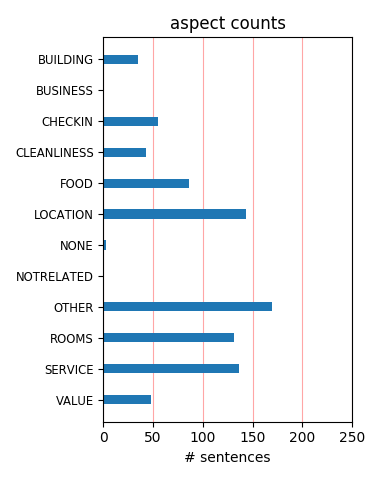 aspect counts
BUILDING
BUSINESS
CHECKIN
CLEANLINESS
FOOD
LOCATION
NONE
NOTRELATED
OTHER
ROOMS
SERVICE
VALUE
0 50 100 150 200 250
# sentences